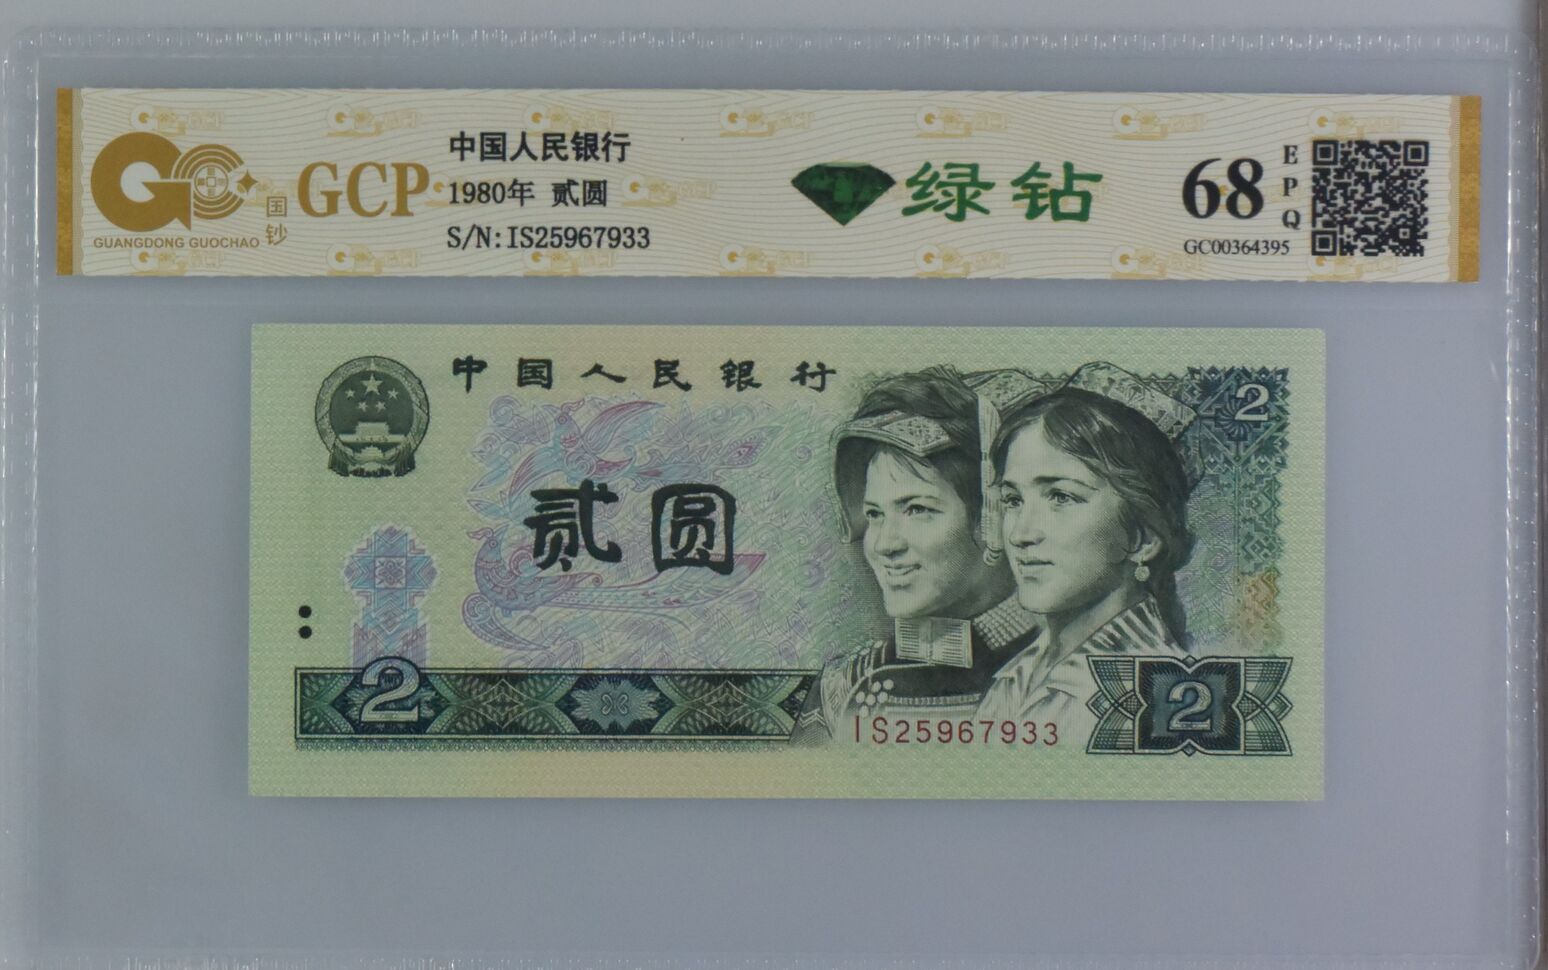 GUANGDONG GUOCHAO
国钞
GCP
中国人民银行
1980年 贰圆
S/N:IS25967933
绿钻
68
EPQ
GC00364395
中国人民银行
2
贰圆
2
IS25967933
2